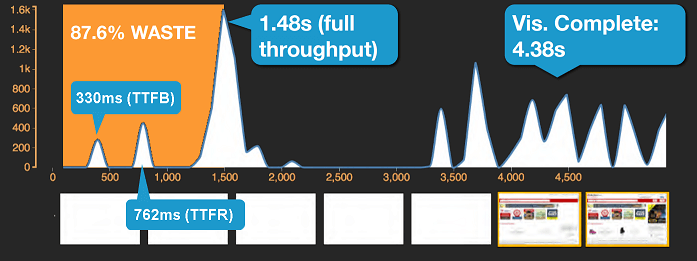 1.6k
1.4k
1.2k
1k
800
600
400
200
0
87.6% WASTE
1.48s (full
throughput)
Vis. Complete:
4.38s
330ms (TTFB)
0 500 1,000 1,500 2,000 2,500 3,000 3,500 4,000 4,500
762ms (TTFR)